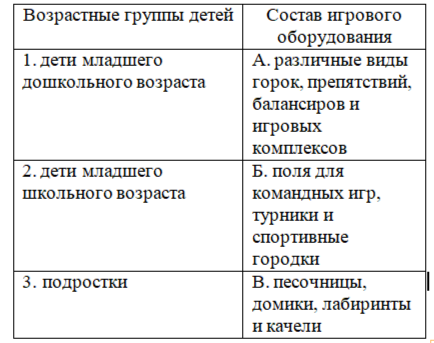 Возрастные группы детей
Состав игрового
оборудования
1. дети младшего
дошкольного возраста
А. различные виды
горок, препятствий,
балансиров и
игровых
комплексов
2. дети младшего
школьного возраста
Б. поля для
командных игр,
турники и
спортивные
городки
3. подростки
В. песочницы,
домики, лабиринты
и качели